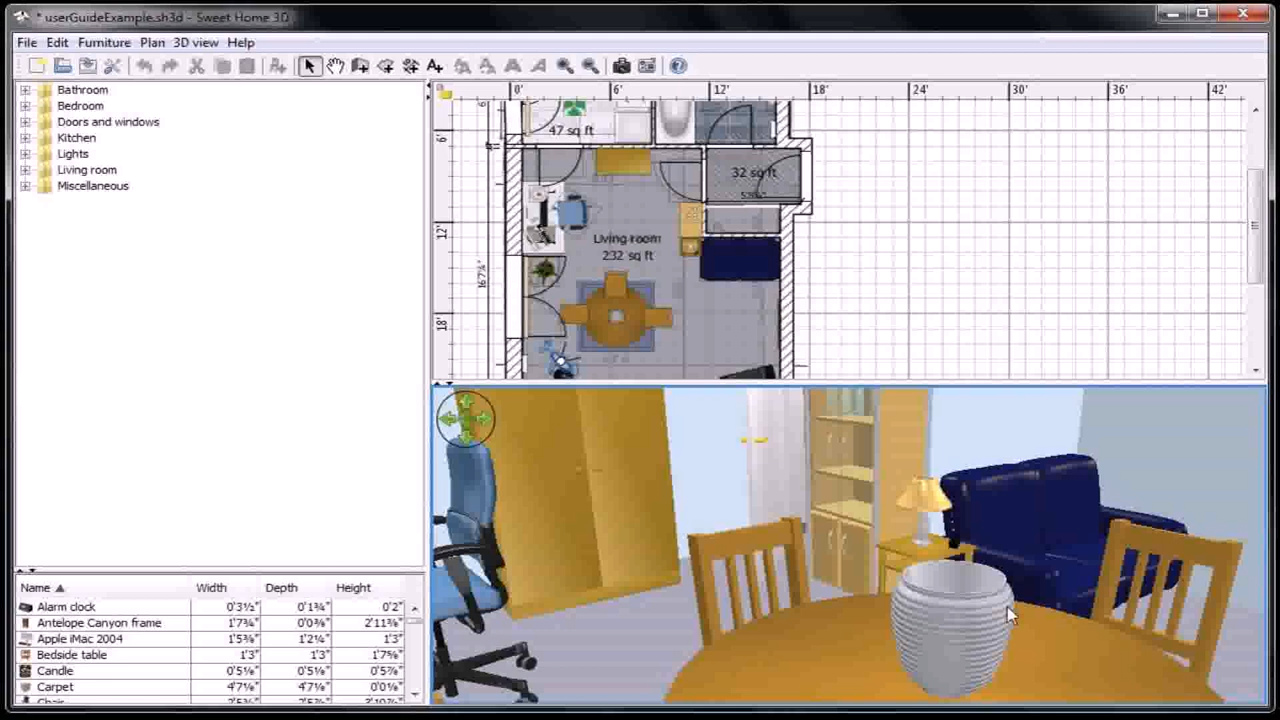 * userGuideExample.sh3d - Sweet Home 3D
File Edit Furniture Plan 3D view Help
Bathroom
Bedroom
Doors and windows
Kitchen
Lights
Living room
Miscellaneous
0' 6' 12' 18' 24' 30' 36' 42'
6'
12'
18'
47 sq ft
32 sq ft
Living room
232 sq ft
Name Width Depth Height
Alarm clock 0'3½" 0'1¾" 0'2"
Antelope Canyon frame 1'7¾" 0'0⅜" 2'11⅜"
Apple iMac 2004 1'5⅜" 1'2¼" 1'3"
Bedside table 1'3" 1'3" 1'7⅝"
Candle 0'5⅛" 0'5⅛" 0'5⅞"
Carpet 4'7⅛" 4'7⅛" 0'0⅛"
Chair